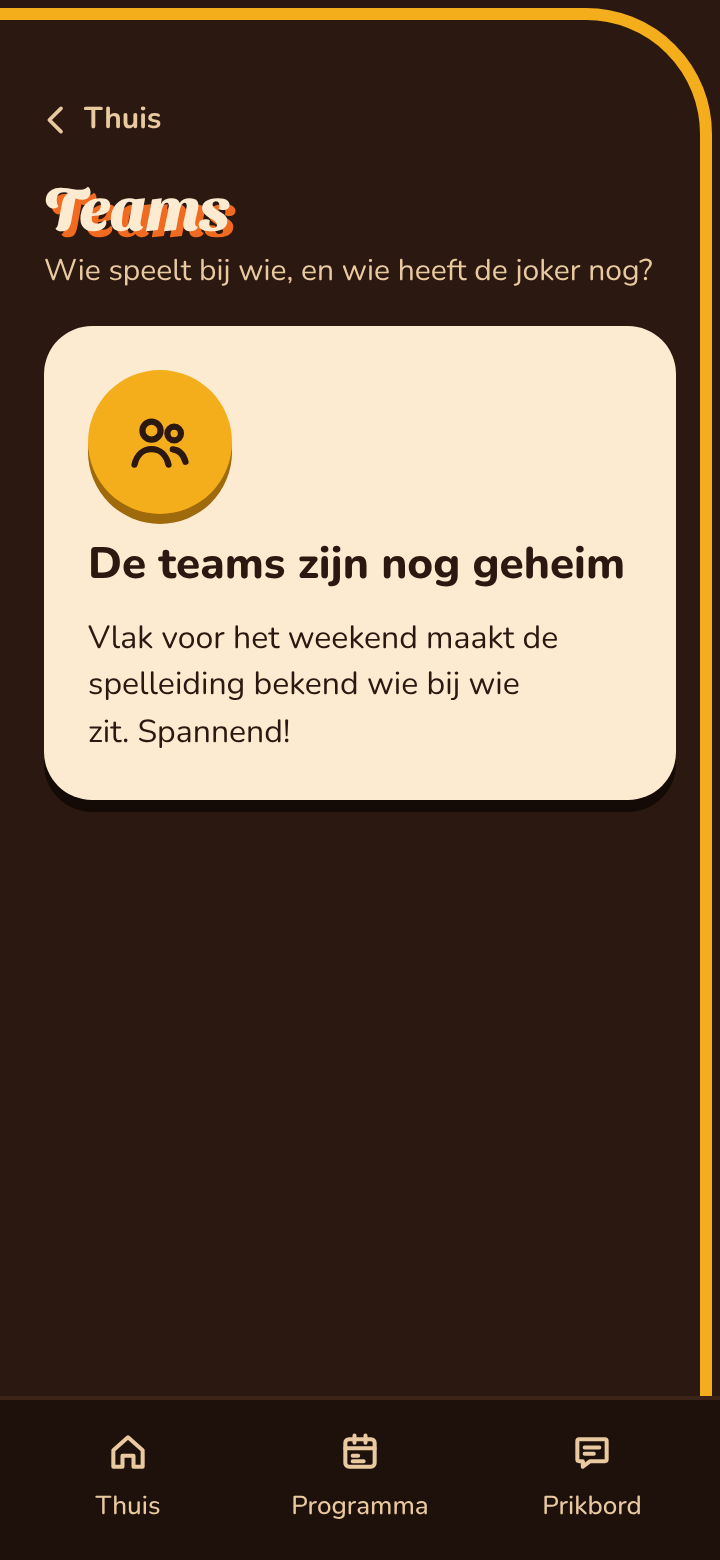 Thuis
Teams
Wie speelt bij wie, en wie heeft de joker nog?
De teams zijn nog geheim
Vlak voor het weekend maakt de
spelleiding bekend wie bij wie
zit. Spannend!
Thuis
Programma
Prikbord